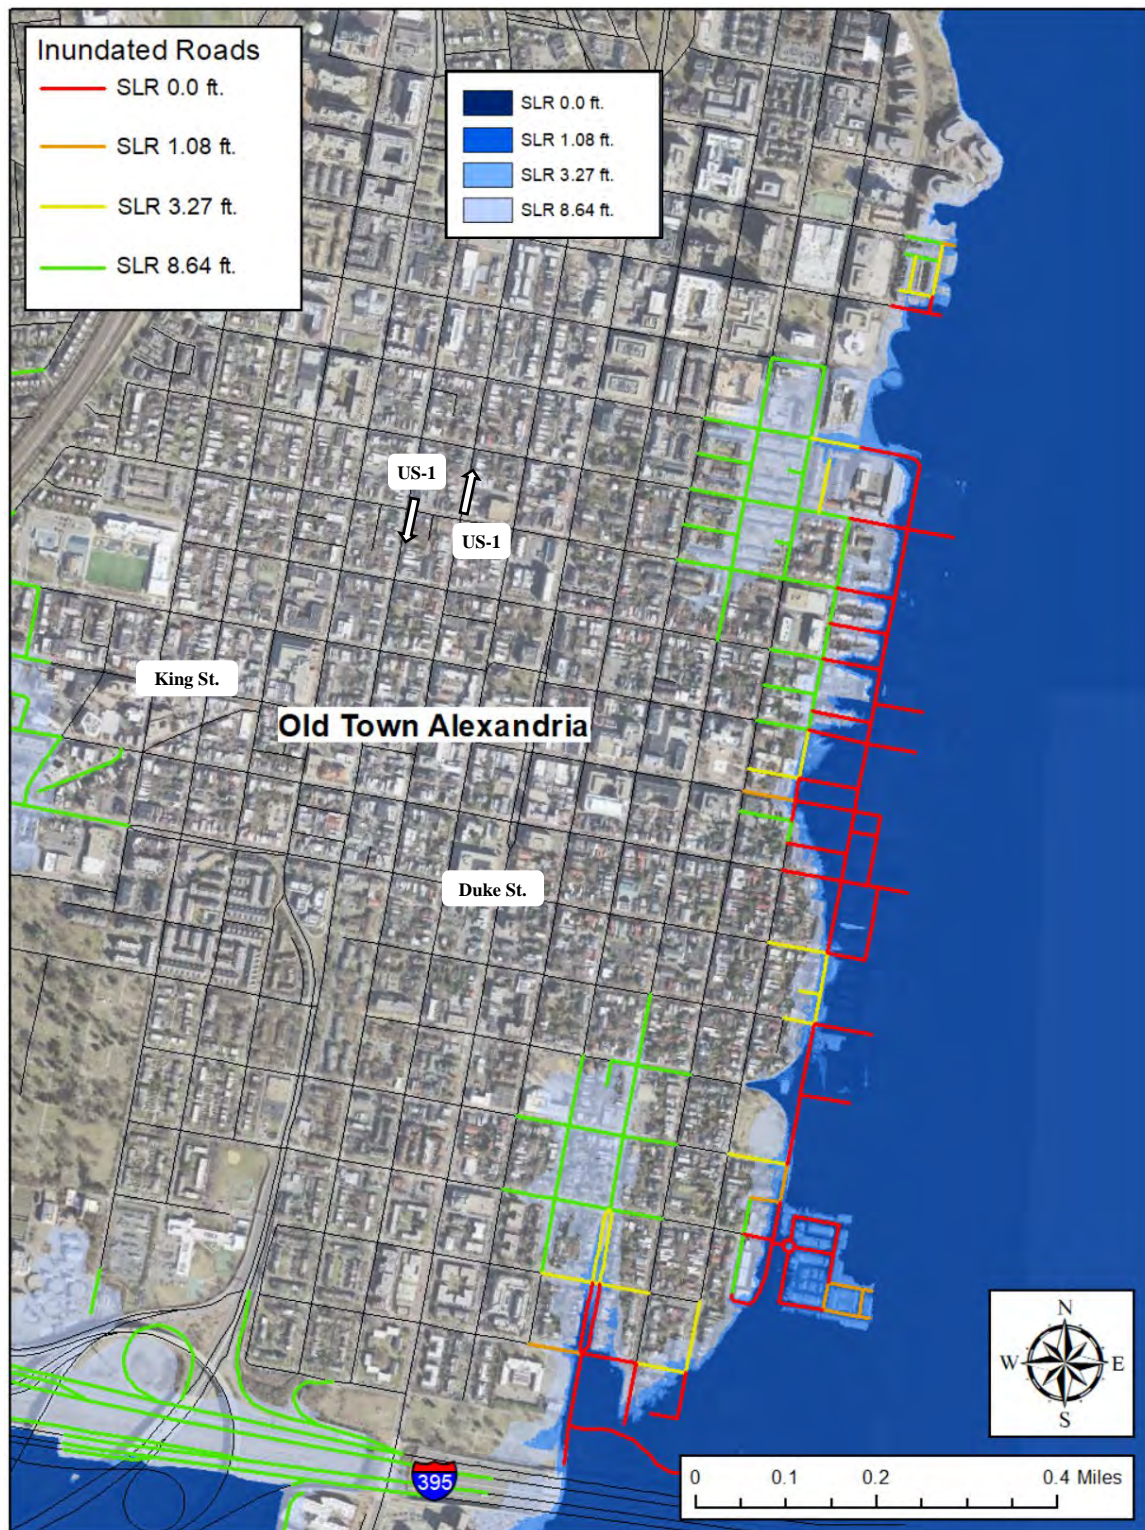 Inundated Roads
SLR 0.0 ft.
SLR 1.08 ft.
SLR 3.27 ft.
SLR 8.64 ft.
SLR 0.0 ft.
SLR 1.08 ft.
SLR 3.27 ft.
SLR 8.64 ft.
US-1
US-1
King St.
Old Town Alexandria
Duke St.
N
W E
S
395
0 0.1 0.2 0.4 Miles